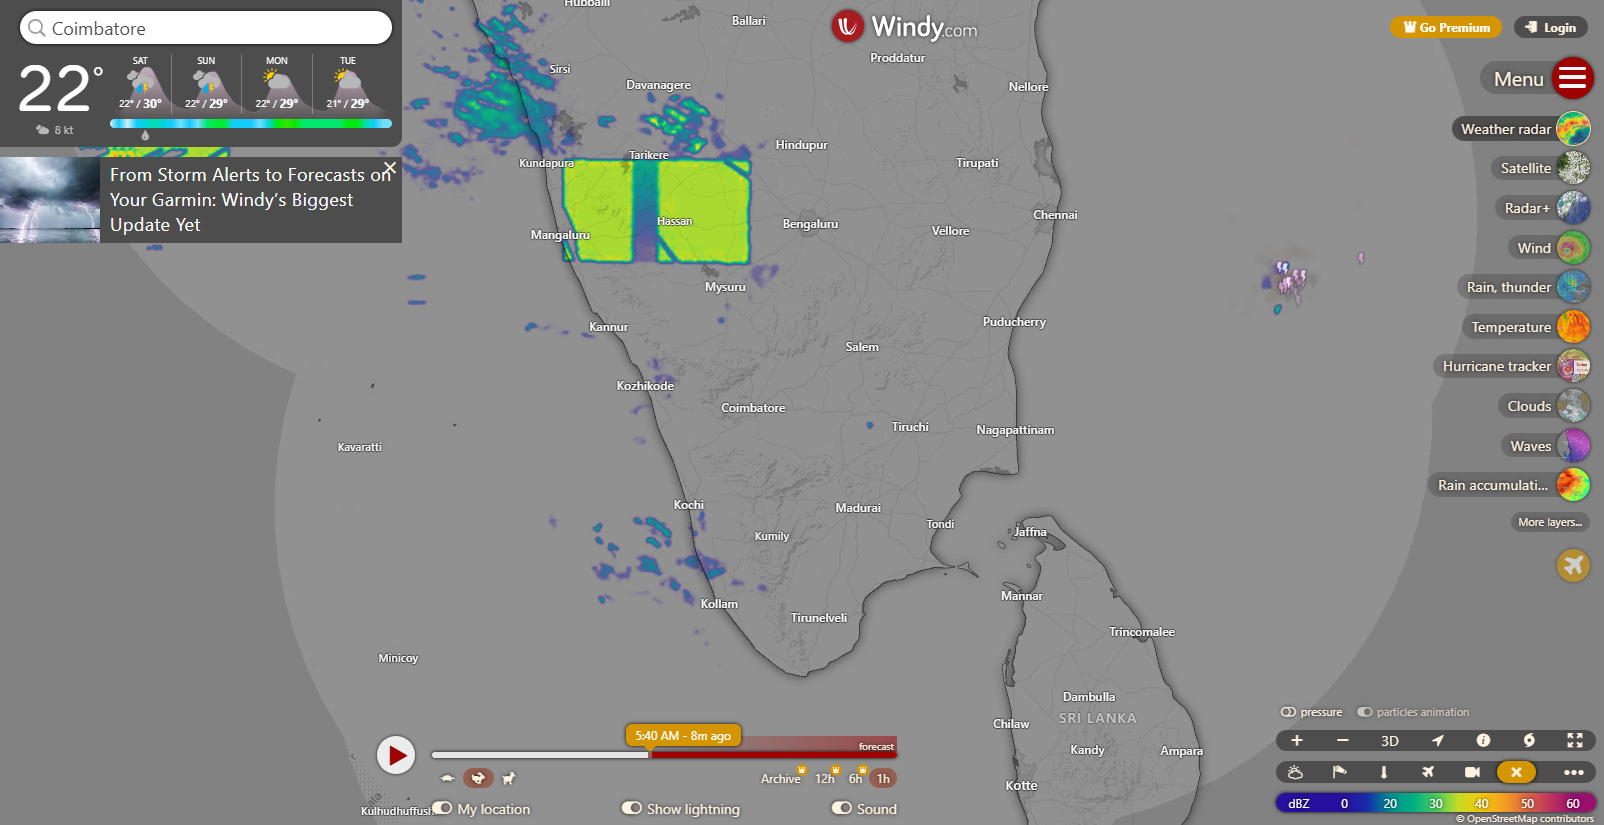 Coimbatore
22°
8 kt
SAT SUN MON TUE
22° / 30° 22° / 29° 22° / 29° 21° / 29°
From Storm Alerts to Forecasts on
Your Garmin: Windy's Biggest
Update Yet
Windy.com
Go Premium
Login
Menu
Weather radar
Satellite
Radar+
Wind
Rain, thunder
Temperature
Hurricane tracker
Clouds
Waves
Rain accumulati...
More layers...
Hubballi
Ballari
Proddatur
Sirsi
Davanagere
Nellore
Hindupur
Tarikere
Kundapura
Tirupati
Chennai
Hassan
Bengaluru
Vellore
Mangaluru
Mysuru
Puducherry
Kannur
Salem
Kozhikode
Coimbatore
Tiruchi
Nagapattinam
Kavaratti
Kochi
Madurai
Tondi
Jaffna
Kumily
Mannar
Kollam
Tirunelveli
Trincomalee
Minicoy
Dambulla
SRI LANKA
Chilaw
Kandy
Ampara
Kotte
Kulhudhuffush
5:40 AM - 8m ago
forecast
Archive 12h 6h 1h
My location
Show lightning
Sound
pressure
particles animation
3D
dBZ 0 20 30 40 50 60
© OpenStreetMap contributors